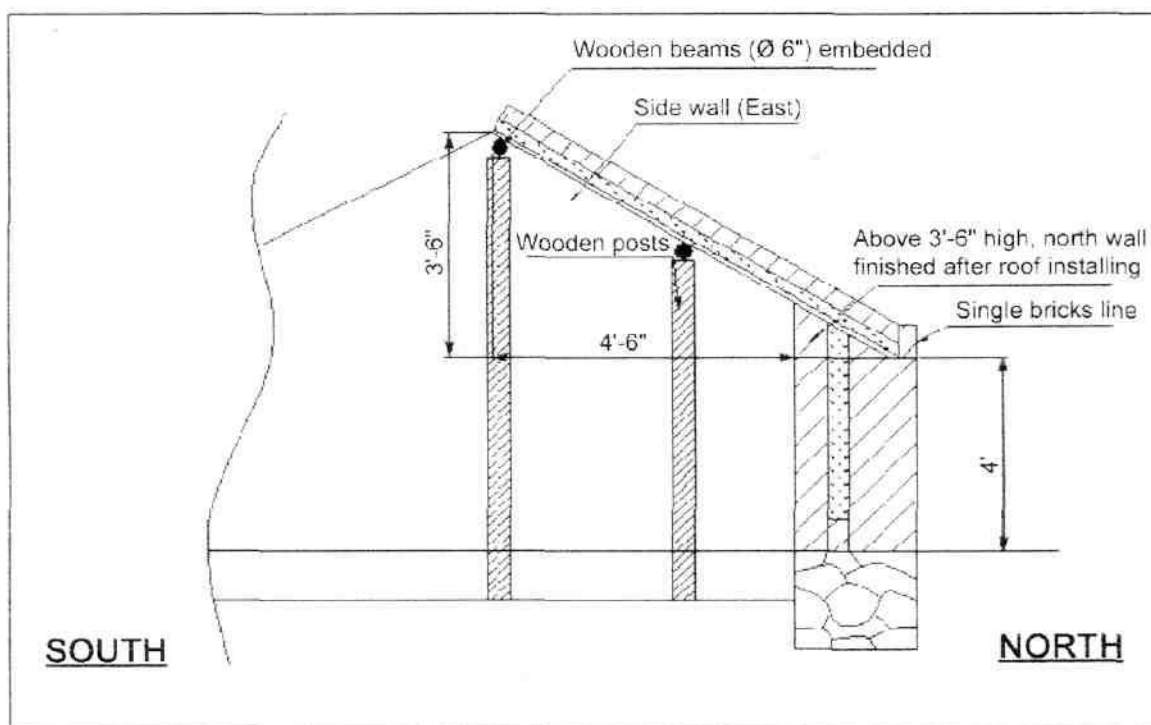 Wooden beams (Ø 6") embedded
Side wall (East)
3'-6"
Wooden posts
Above 3'-6" high, north wall
finished after roof installing
Single bricks line
4'-6"
4'
SOUTH
NORTH